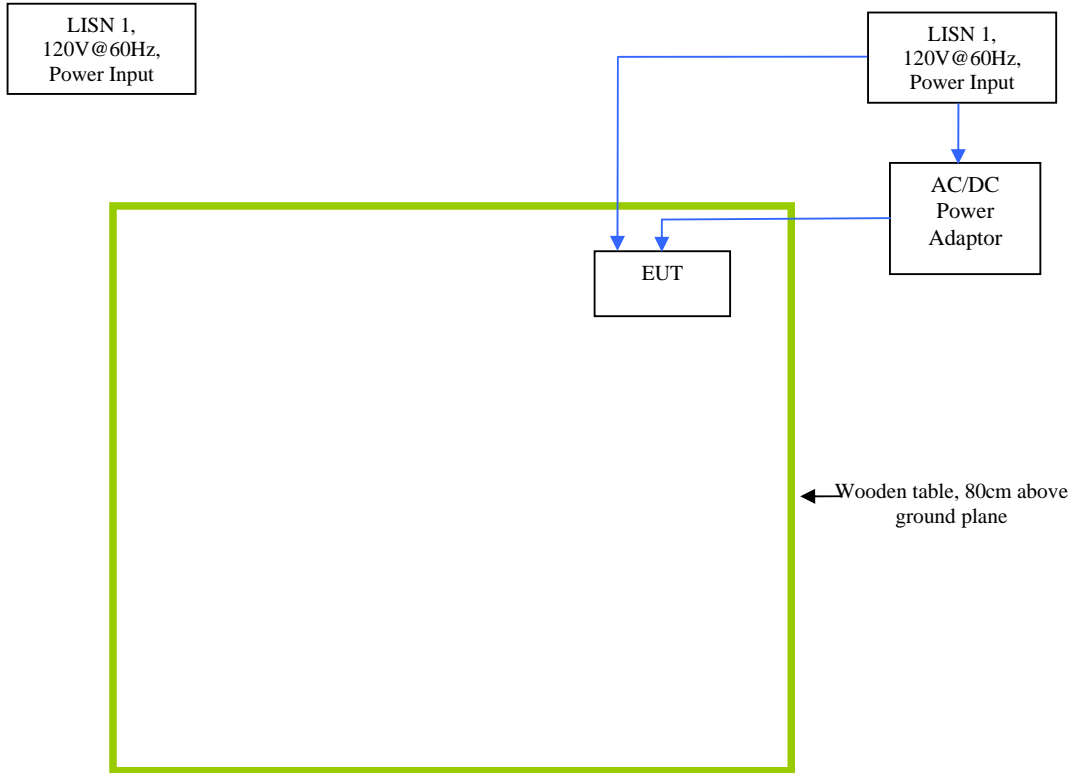 LISN 1,
120V@60Hz,
Power Input
LISN 1,
120V@60Hz,
Power Input
AC/DC
Power
Adaptor
EUT
Wooden table, 80cm above
ground plane